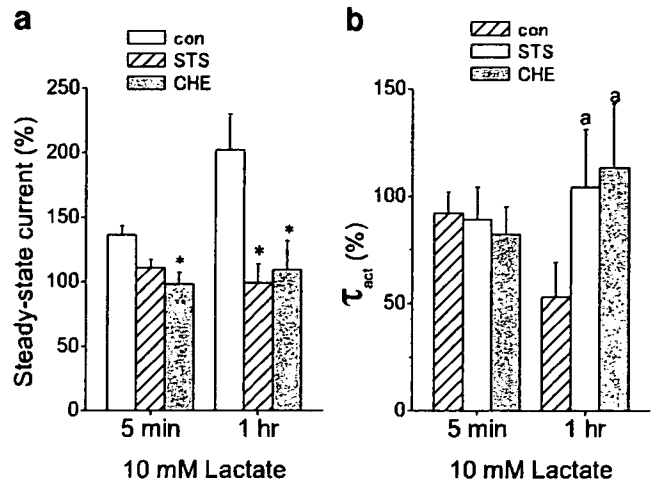 a
con
STS
CHE
Steady-state current (%)
250
200
150
100
50
0
*
*
*
5 min
1 hr
10 mM Lactate
b
con
STS
CHE
τact (%)
150
100
50
0
a
a
5 min
1 hr
10 mM Lactate